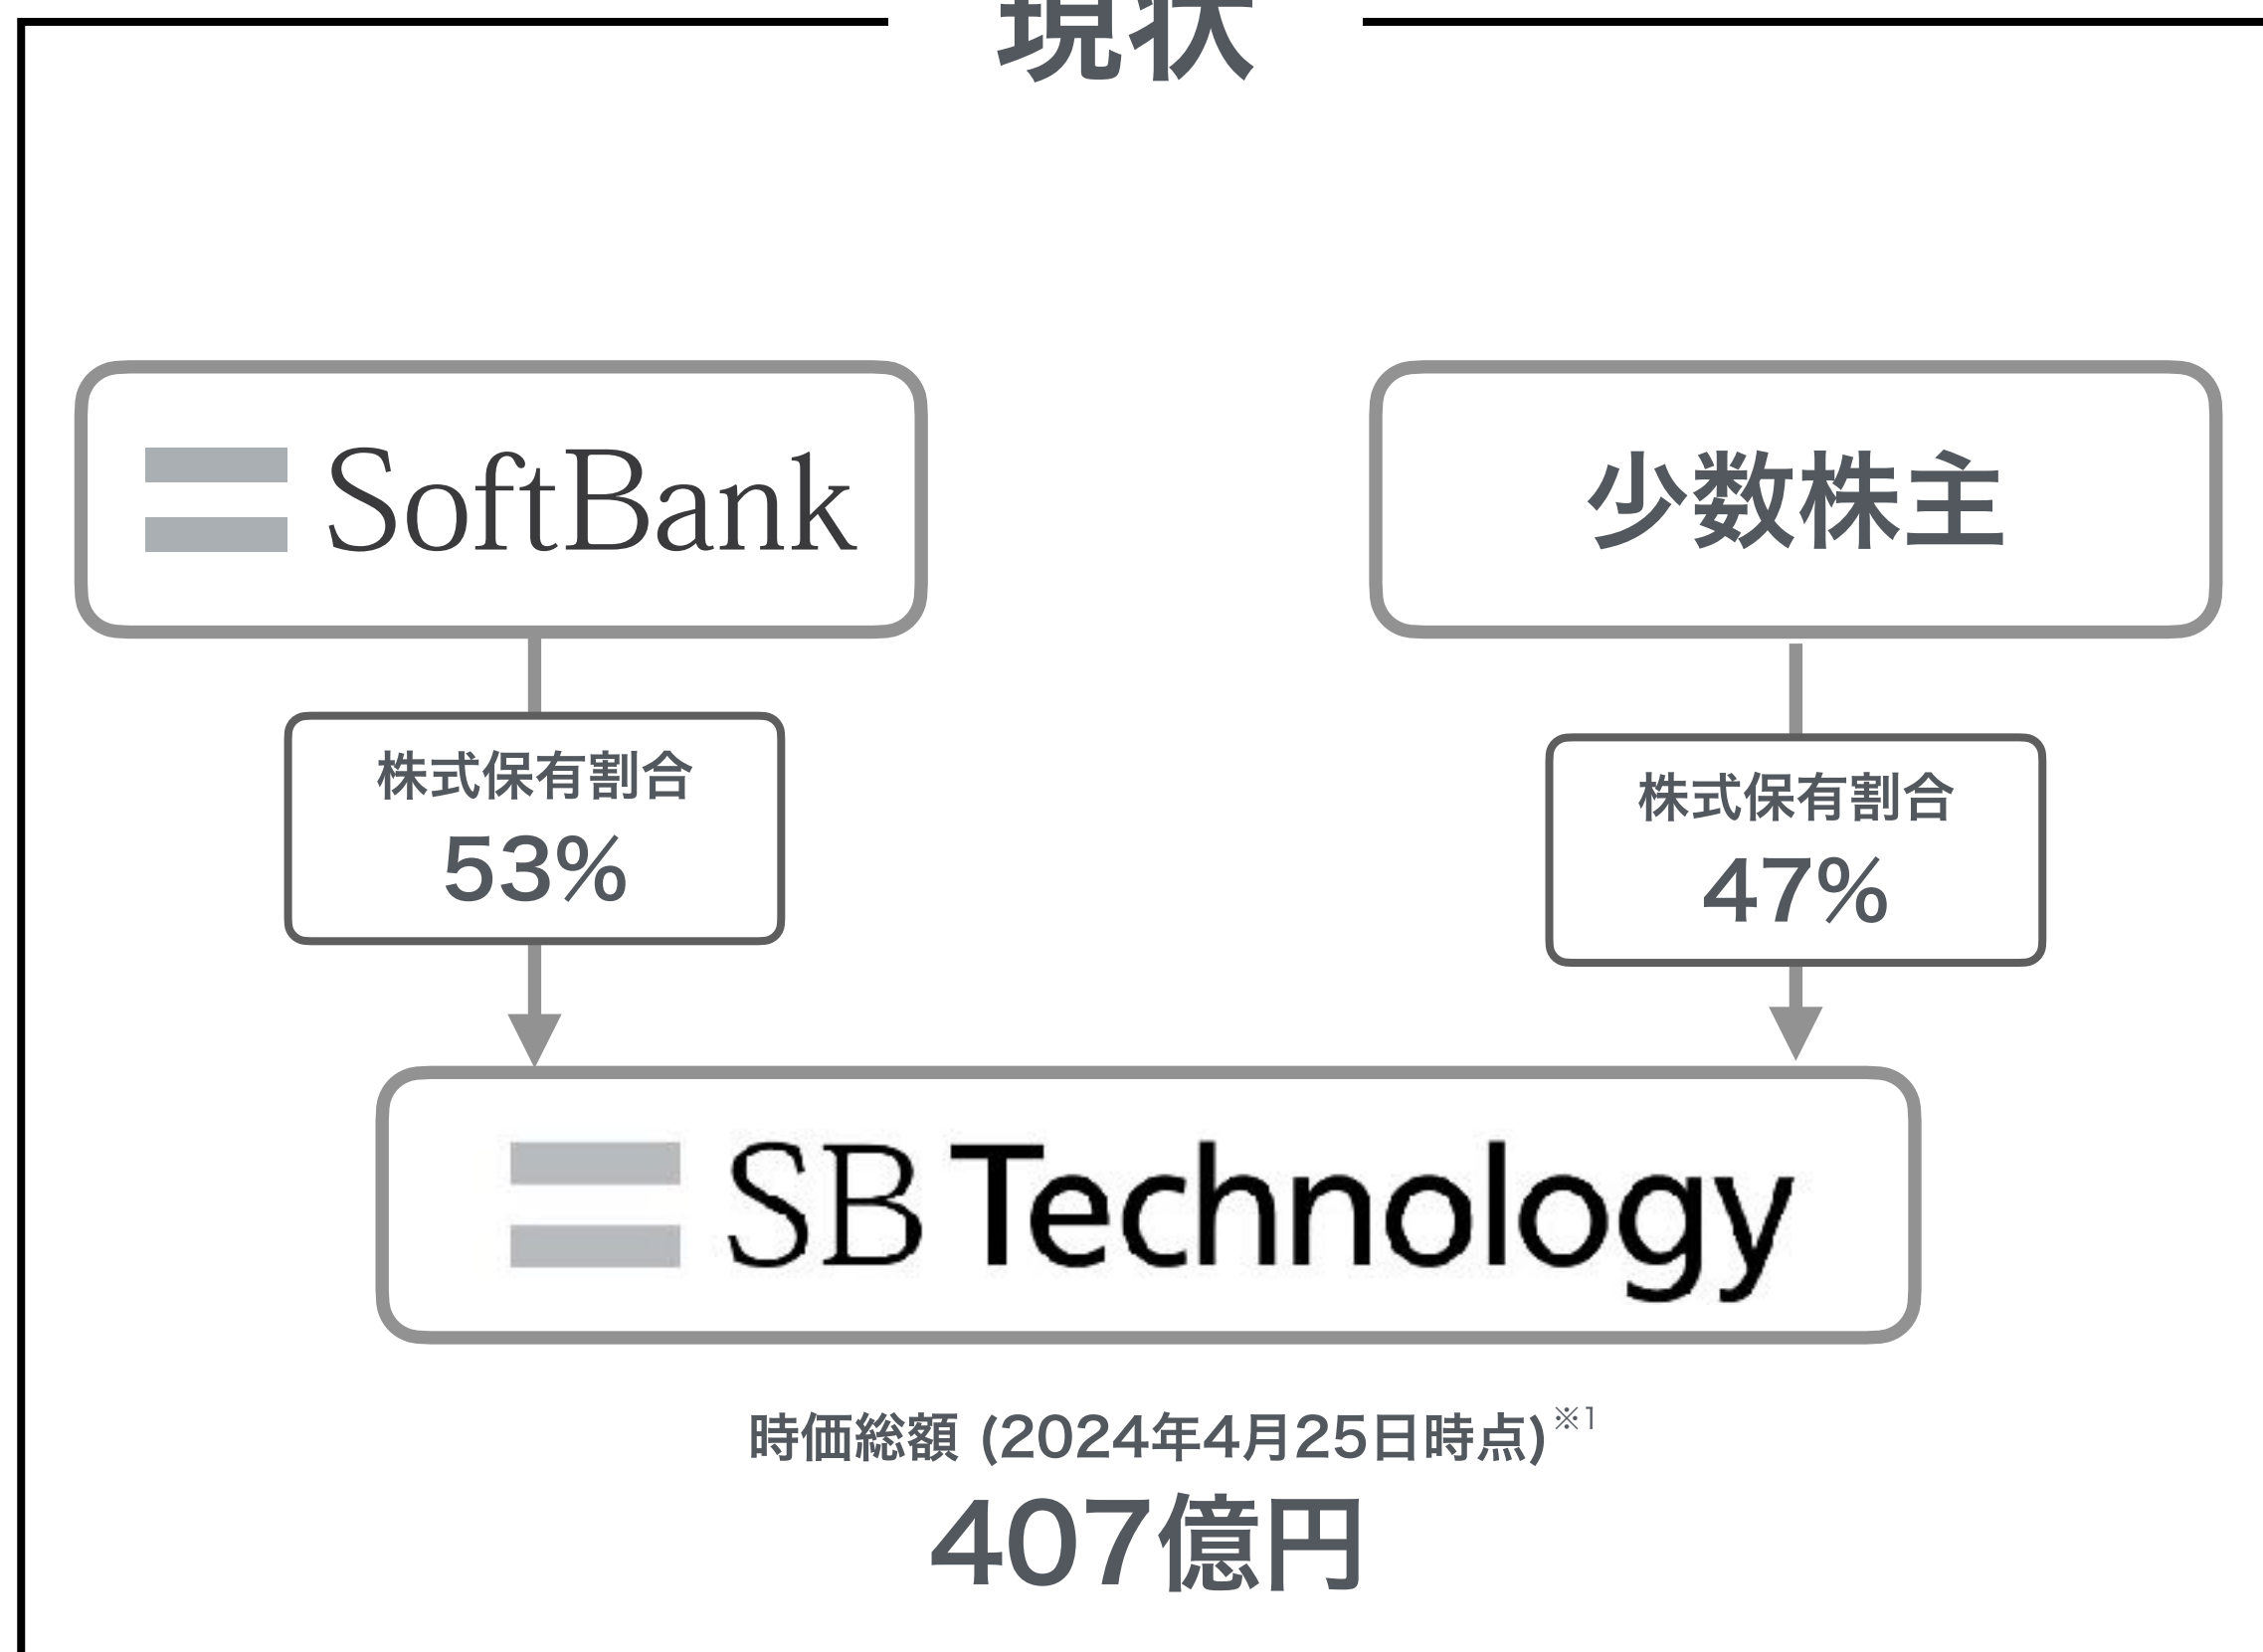 現状
SoftBank
少数株主
株式保有割合
53%
株式保有割合
47%
SB Technology
時価総額 (2024年4月25日時点)※1
407億円